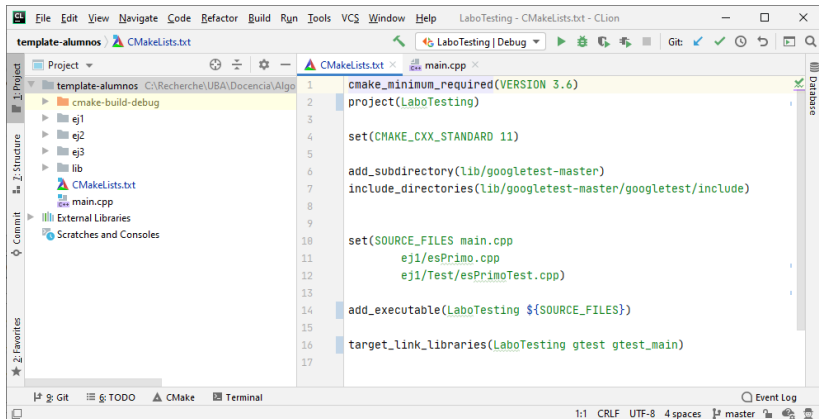 File Edit View Navigate Code Refactor Build Run Tools VCS Window Help LaboTesting - CMakeLists.txt - CLion
template-alumnos CMakeLists.txt LaboTesting | Debug Git:
Project CMakeLists.txt main.cpp
1: Project
7: Structure
Commit
2: Favorites
template-alumnos C:\Recherche\UBA\Docencia\Algo
cmake-build-debug
ej1
ej2
ej3
lib
CMakeLists.txt
main.cpp
External Libraries
Scratches and Consoles
1 cmake_minimum_required(VERSION 3.6)
2 project(LaboTesting)
3
4 set(CMAKE_CXX_STANDARD 11)
5
6 add_subdirectory(lib/googletest-master)
7 include_directories(lib/googletest-master/googletest/include)
8
9
10 set(SOURCE_FILES main.cpp
11 ej1/esPrimo.cpp
12 ej1/Test/esPrimoTest.cpp)
13
14 add_executable(LaboTesting ${SOURCE_FILES})
15
16 target_link_libraries(LaboTesting gtest gtest_main)
17
Database
9: Git 6: TODO CMake Terminal Event Log
1:1 CRLF UTF-8 4 spaces master